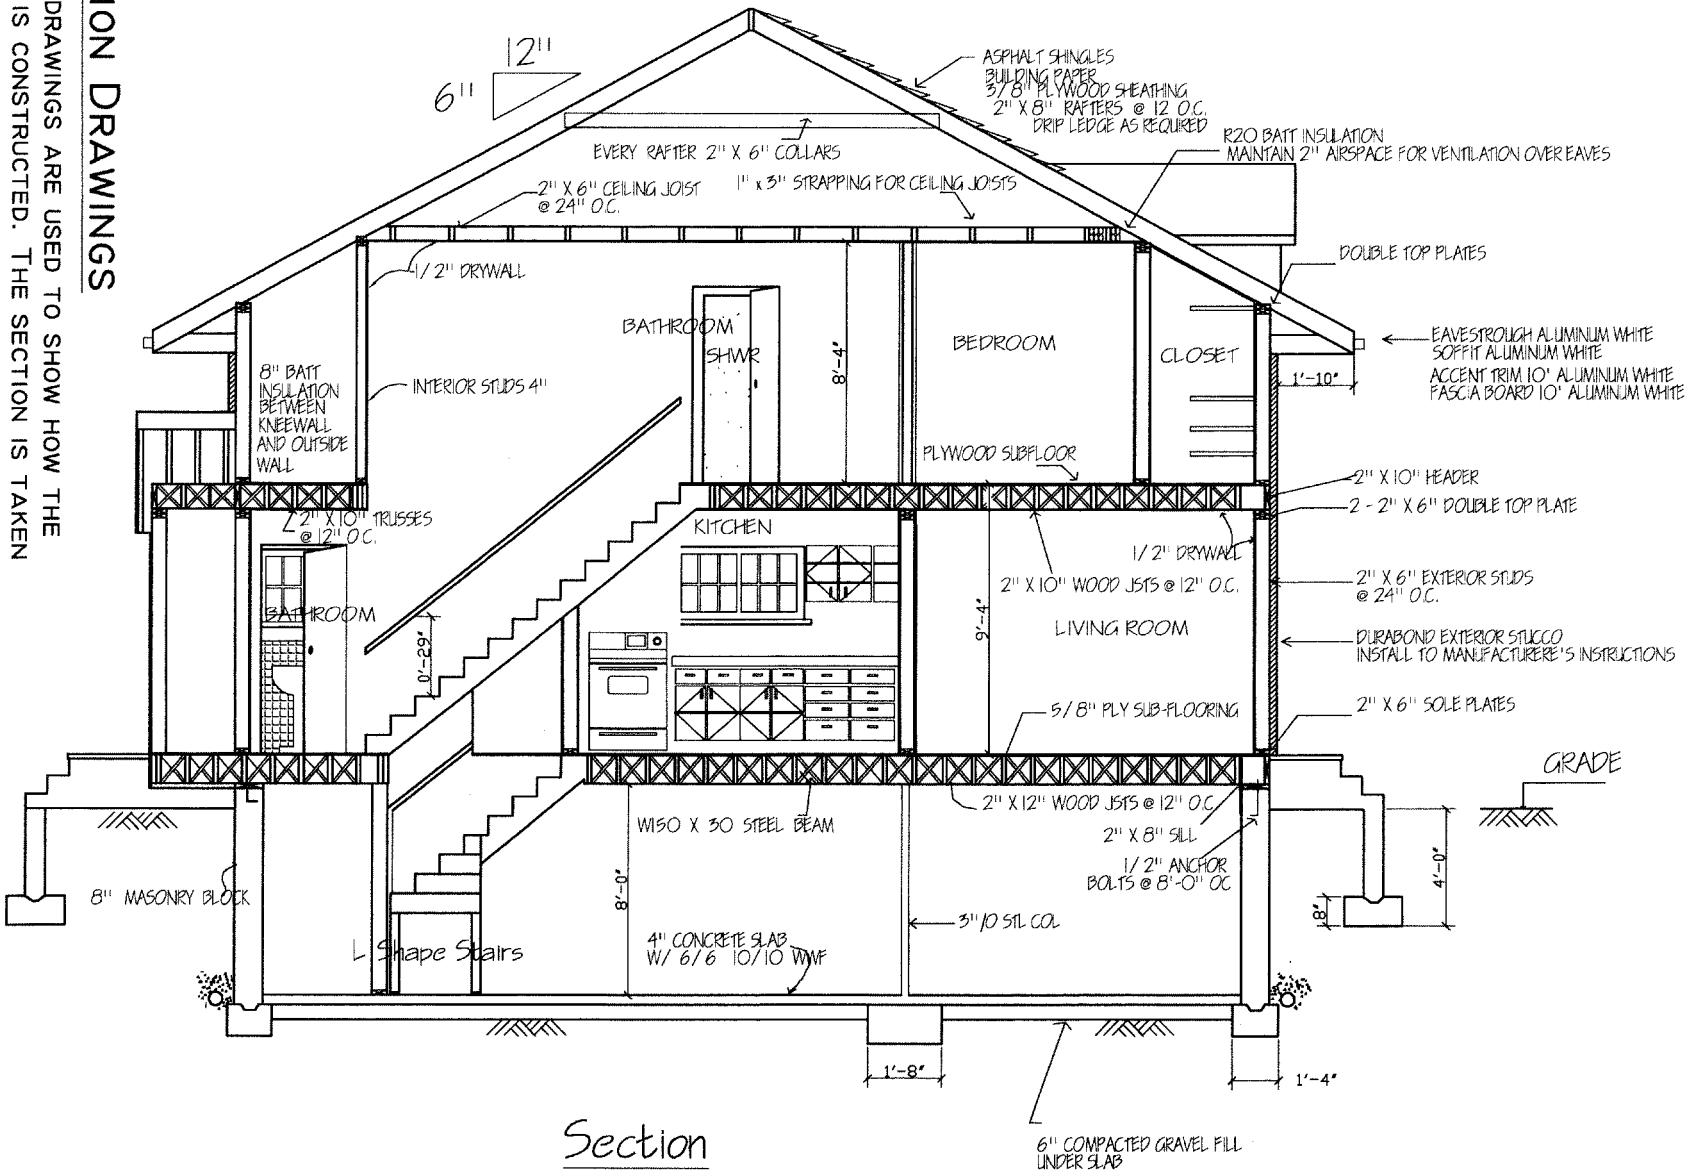 ION DRAWINGS
DRAWINGS ARE USED TO SHOW HOW THE
IS CONSTRUCTED. THE SECTION IS TAKEN
12"
6"
ASPHALT SHINGLES
BUILDING PAPER
3/8" PLYWOOD SHEATHING
2" X 8" RAFTERS @ 12 O.C.
DRIP LEDGE AS REQUIRED
R20 BATT INSULATION
MAINTAIN 2" AIRSPACE FOR VENTILATION OVER EAVES
EVERY RAFTER 2" X 6" COLLARS
2" X 6" CEILING JOIST
@ 24" O.C.
1" x 3" STRAPPING FOR CEILING JOISTS
DOUBLE TOP PLATES
1/2" DRYWALL
BATHROOM
SHWR
8'-4"
BEDROOM
CLOSET
EAVESTROUGH ALUMINUM WHITE
SOFFIT ALUMINUM WHITE
ACCENT TRIM 10' ALUMINUM WHITE
FASCIA BOARD 10' ALUMINUM WHITE
1'-10"
8" BATT
INSULATION
BETWEEN
KNEEWALL
AND OUTSIDE
WALL
INTERIOR STUDS 4"
PLYWOOD SUBFLOOR
2" X 10" HEADER
2 - 2" X 6" DOUBLE TOP PLATE
2" X 10" TRUSSES
@ 12" O.C.
KITCHEN
1/2" DRYWALL
2" X 10" WOOD JSTS @ 12" O.C.
2" X 6" EXTERIOR STUDS
@ 24" O.C.
BATHROOM
0'-29"
9'-4"
LIVING ROOM
DURABOND EXTERIOR STUCCO
INSTALL TO MANUFACTURERE'S INSTRUCTIONS
5/8" PLY SUB-FLOORING
2" X 6" SOLE PLATES
GRADE
2" X 12" WOOD JSTS @ 12" O.C.
W150 X 30 STEEL BEAM
2" X 8" SILL
1/2" ANCHOR
BOLTS @ 8'-0" OC
4'-0"
8"
8" MASONRY BLOCK
8'-0"
3"/O STL COL
L Shape Stairs
4" CONCRETE SLAB
W/ 6/6 10/10 WWF
1'-8"
1'-4"
Section
6" COMPACTED GRAVEL FILL
UNDER SLAB